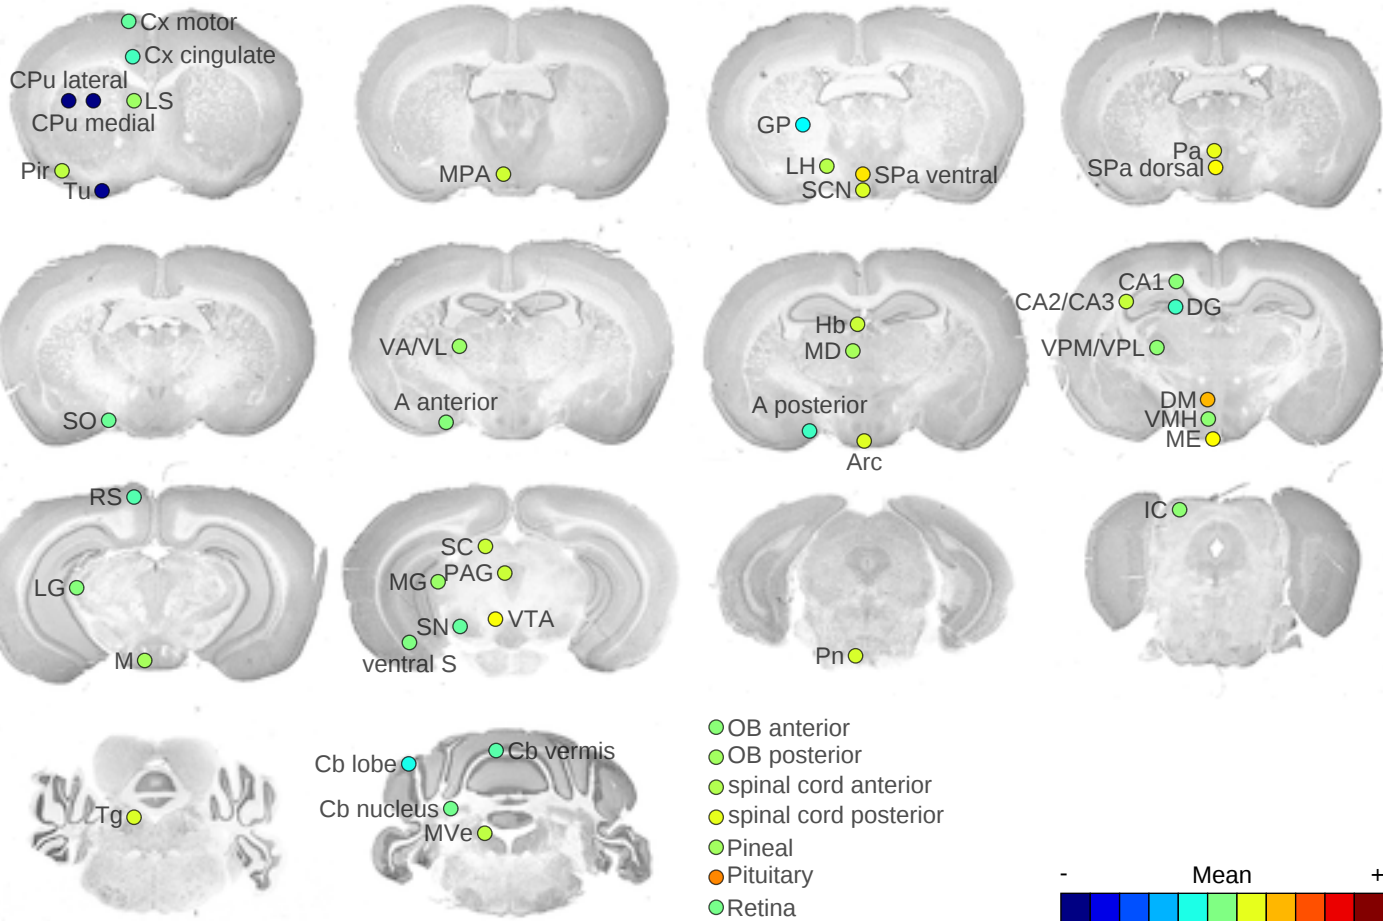 Cx motor
Cx cingulate
CPu lateral
LS
CPu medial
Pir
Tu
MPA
GP
LH
SPa ventral
SCN
Pa
SPa dorsal
SO
VA/VL
A anterior
Hb
MD
A posterior
Arc
CA1
CA2/CA3
DG
VPM/VPL
DM
VMH
ME
RS
LG
M
SC
PAG
MG
SN
VTA
ventral S
Pn
IC
Tg
Cb lobe
Cb vermis
Cb nucleus
MVe
OB anterior
OB posterior
spinal cord anterior
spinal cord posterior
Pineal
Pituitary
Retina
- Mean +